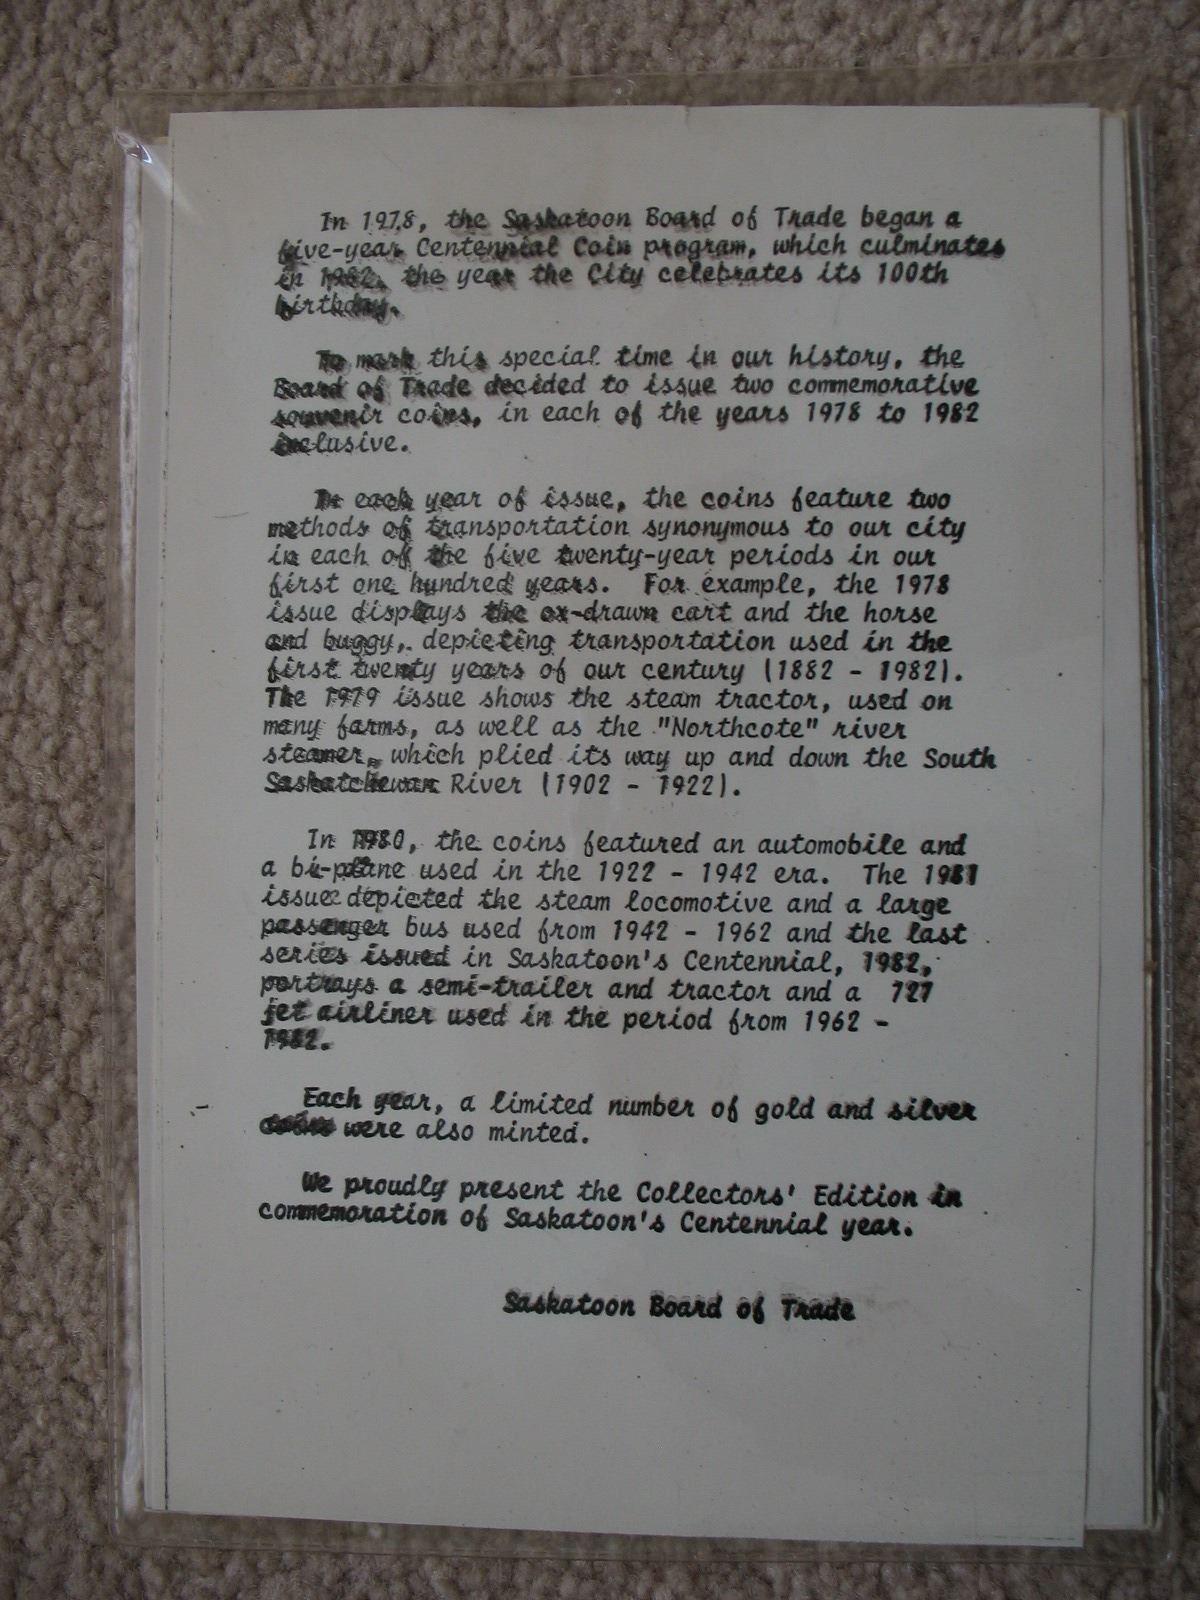 In 1978, the Saskatoon Board of Trade began a
five-year Centennial Coin program, which culminates
in 1982, the year the City celebrates its 100th
birthday.
To mark this special time in our history, the
Board of Trade decided to issue two commemorative
souvenir coins, in each of the years 1978 to 1982
inclusive.
In each year of issue, the coins feature two
methods of transportation synonymous to our city
in each of the five twenty-year periods in our
first one hundred years. For example, the 1978
issue displays the ox-drawn cart and the horse
and buggy, depicting transportation used in the
first twenty years of our century (1882 - 1982).
The 1979 issue shows the steam tractor, used on
many farms, as well as the "Northcote" river
steamer, which plied its way up and down the South
Saskatchewan River (1902 - 1922).
In 1980, the coins featured an automobile and
a bi-plane used in the 1922 - 1942 era. The 1981
issue depicted the steam locomotive and a large
passenger bus used from 1942 - 1962 and the last
series issued in Saskatoon's Centennial, 1982,
portrays a semi-trailer and tractor and a 727
jet airliner used in the period from 1962 -
1982.
Each year, a limited number of gold and silver
coins were also minted.
We proudly present the Collectors' Edition in
commemoration of Saskatoon's Centennial year.
Saskatoon Board of Trade